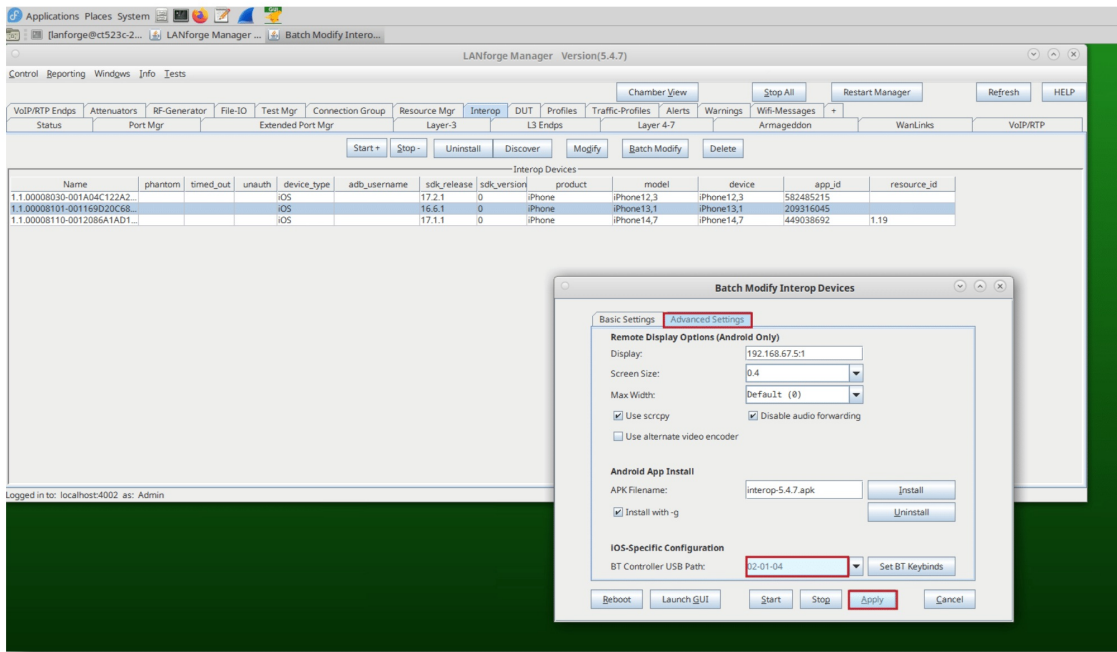 Applications Places System
[lanforge@ct523c-2... LANforge Manager ... Batch Modify Intero...
LANforge Manager Version(5.4.7)
Control Reporting Windows Info Tests
Chamber View Stop All Restart Manager Refresh HELP
VoIP/RTP Endps Attenuators RF-Generator File-IO Test Mgr Connection Group Resource Mgr Interop DUT Profiles Traffic-Profiles Alerts Warnings Wifi-Messages +
Status Port Mgr Extended Port Mgr Layer-3 L3 Endps Layer 4-7 Armageddon WanLinks VoIP/RTP
Start + Stop - Uninstall Discover Modify Batch Modify Delete
Interop Devices
Name phantom timed_out unauth device_type adb_username sdk_release sdk_version product model device app_id resource_id
1.1.00008030-001A04C122A2... iOS 17.2.1 0 iPhone iPhone12,3 iPhone12,3 582485215
1.1.00008101-001169D20C68... iOS 16.6.1 0 iPhone iPhone13,1 iPhone13,1 209316045
1.1.00008110-0012086A1AD1... iOS 17.1.1 0 iPhone iPhone14,7 iPhone14,7 449038692 1.19
Batch Modify Interop Devices
Basic Settings Advanced Settings
Remote Display Options (Android Only)
Display: 192.168.67.5:1
Screen Size: 0.4
Max Width: Default (0)
Use scrcpy Disable audio forwarding
Use alternate video encoder
Android App Install
APK Filename: interop-5.4.7.apk Install
Install with -g Uninstall
iOS-Specific Configuration
BT Controller USB Path: 02-01-04 Set BT Keybinds
Reboot Launch GUI Start Stop Apply Cancel
Logged in to: localhost:4002 as: Admin